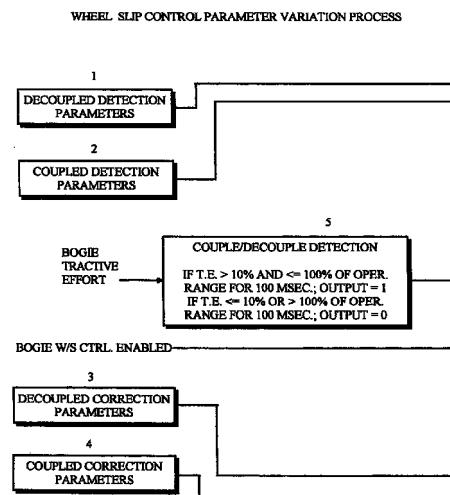 WHEEL SLIP CONTROL PARAMETER VARIATION PROCESS
1
DECOUPLED DETECTION
PARAMETERS
2
COUPLED DETECTION
PARAMETERS
5
COUPLE/DECOUPLE DETECTION
IF T.E. > 10% AND <= 100% OF OPER.
RANGE FOR 100 MSEC.; OUTPUT = 1
IF T.E. <= 10% OR > 100% OF OPER.
RANGE FOR 100 MSEC.; OUTPUT = 0
BOGIE
TRACTIVE
EFFORT
BOGIE W/S CTRL. ENABLED
3
DECOUPLED CORRECTION
PARAMETERS
4
COUPLED CORRECTION
PARAMETERS